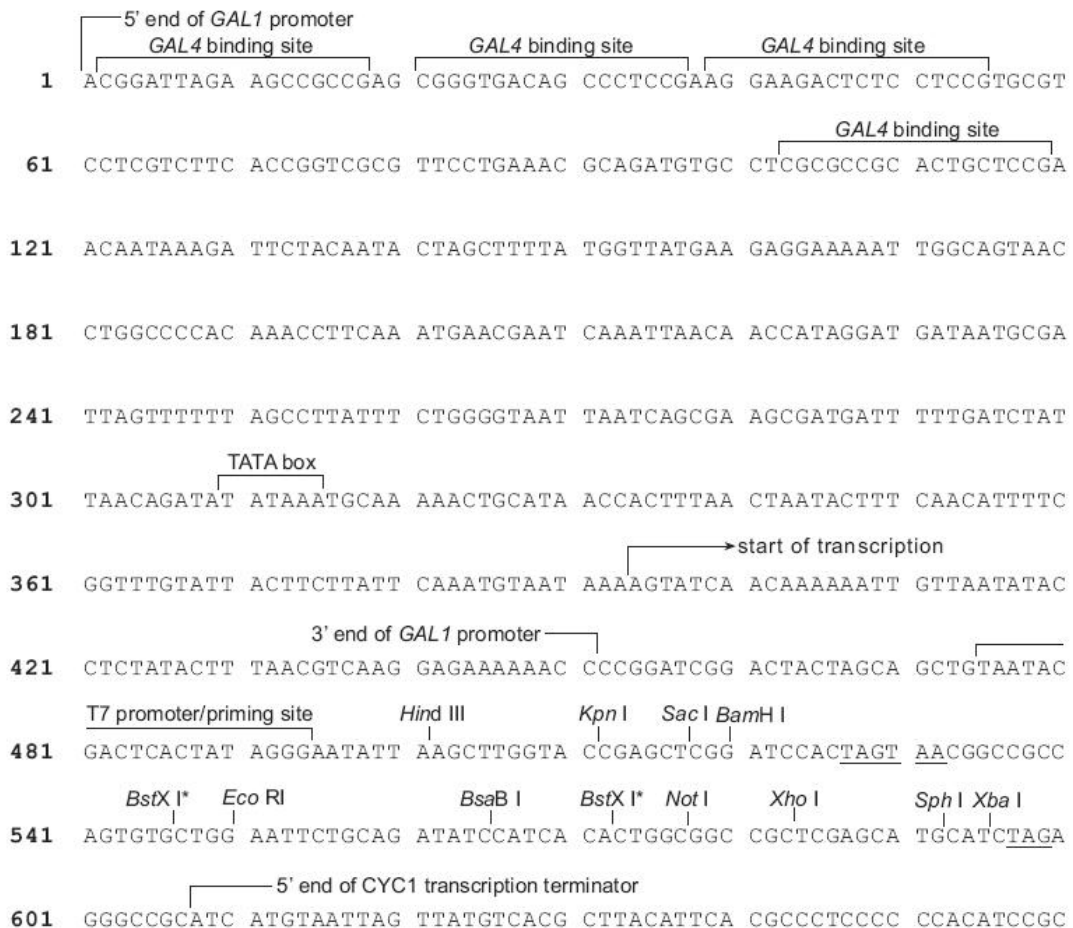 5' end of GAL1 promoter
GAL4 binding site GAL4 binding site GAL4 binding site
1 ACGGATTAGA AGCCGCCGAG CGGGTGACAG CCCTCCGAAG GAAGACTCTC CTCCGTGCGT
GAL4 binding site
61 CCTCGTCTTC ACCGGTCGCG TTCCTGAAAC GCAGATGTGC CTCGCGCCGC ACTGCTCCGA
121 ACAATAAAGA TTCTACAATA CTAGCTTTTA TGGTTATGAA GAGGAAAAAT TGGCAGTAAC
181 CTGGCCCCAC AAACCTTCAA ATGAACGAAT CAAATTAACA ACCATAGGAT GATAATGCGA
241 TTAGTTTTTT AGCCTTATTT CTGGGGTAAT TAATCAGCGA AGCGATGATT TTTGATCTAT
TATA box
301 TAACAGATAT ATAAATGCAA AAACTGCATA ACCACTTTAA CTAATACTTT CAACATTTTC
start of transcription
361 GGTTTGTATT ACTTCTTATT CAAATGTAAT AAAAGTATCA ACAAAAAATT GTTAATATAC
3' end of GAL1 promoter
421 CTCTATACTT TAACGTCAAG GAGAAAAAAC CCCGGATCGG ACTACTAGCA GCTGTAATAC
T7 promoter/priming site Hind III Kpn I Sac I BamH I
481 GACTCACTAT AGGGAATATT AAGCTTGGTA CCGAGCTCGG ATCCACTAGT AACGGCCGCC
BstX I* Eco RI BsaB I BstX I* Not I Xho I Sph I Xba I
541 AGTGTGCTGG AATTCTGCAG ATATCCATCA CACTGGCGGC CGCTCGAGCA TGCATCTAGA
5' end of CYC1 transcription terminator
601 GGGCCGCATC ATGTAATTAG TTATGTCACG CTTACATTCA CGCCCTCCCC CCACATCCGC